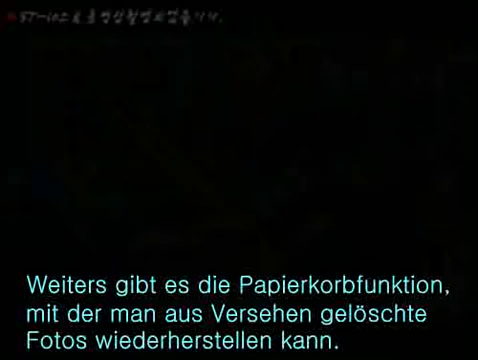 Weiters gibt es die Papierkorbfunktion,
mit der man aus Versehen gelöschte
Fotos wiederherstellen kann.